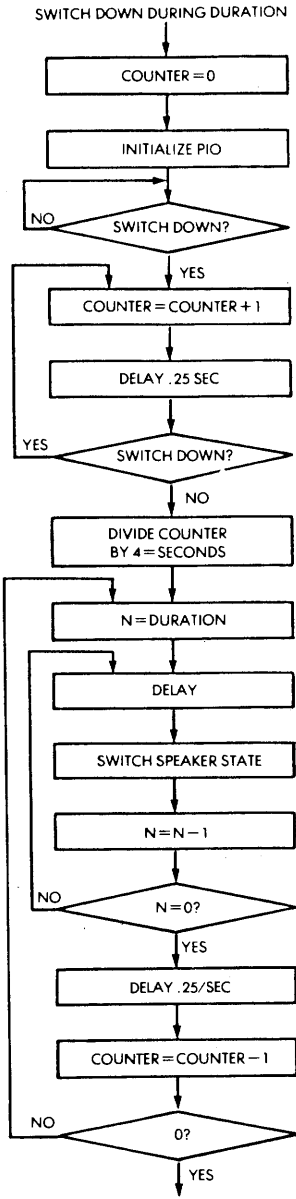 SWITCH DOWN DURING DURATION
COUNTER=0
INITIALIZE PIO
NO
SWITCH DOWN?
YES
COUNTER=COUNTER+1
DELAY .25 SEC
YES
SWITCH DOWN?
NO
DIVIDE COUNTER
BY 4=SECONDS
N=DURATION
DELAY
SWITCH SPEAKER STATE
N=N−1
NO
N=0?
YES
DELAY .25/SEC
COUNTER=COUNTER−1
NO
0?
YES